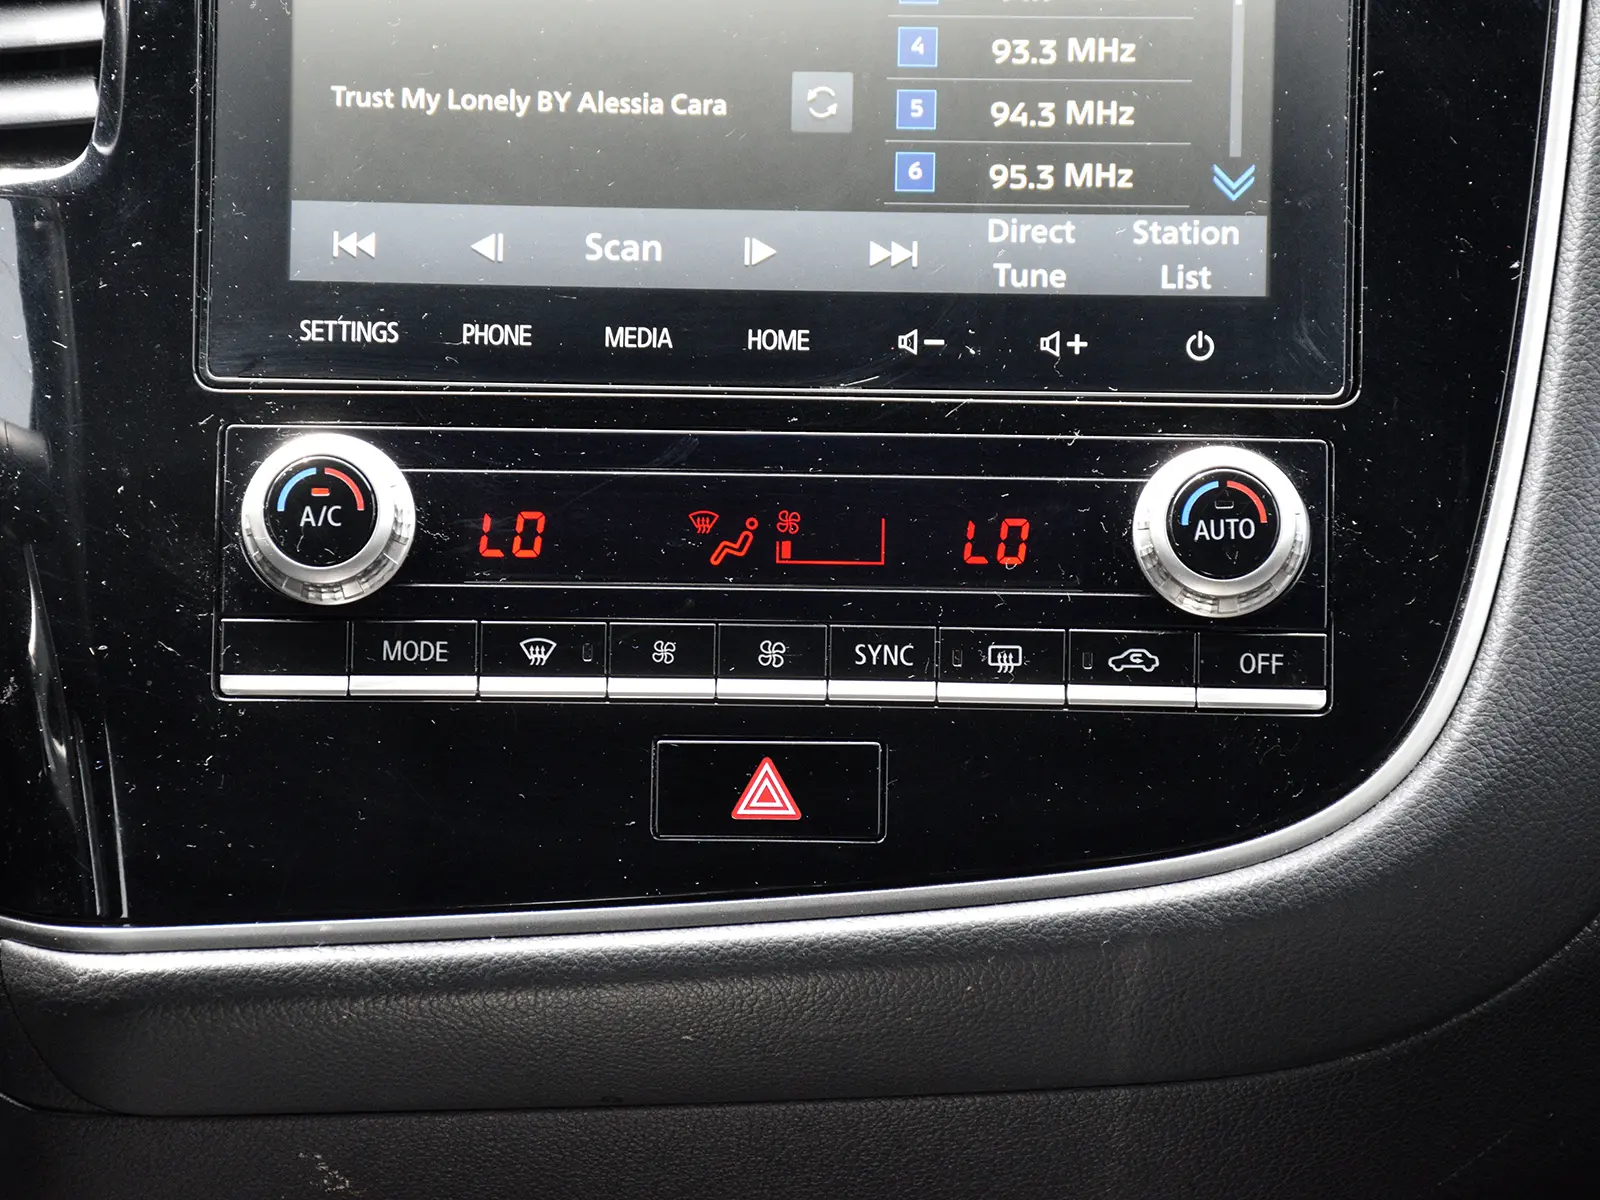 4 93.3 MHz
Trust My Lonely BY Alessia Cara
5 94.3 MHz
6 95.3 MHz
Scan
Direct Tune
Station List
SETTINGS PHONE MEDIA HOME
A/C
LO
LO
AUTO
MODE
SYNC
OFF